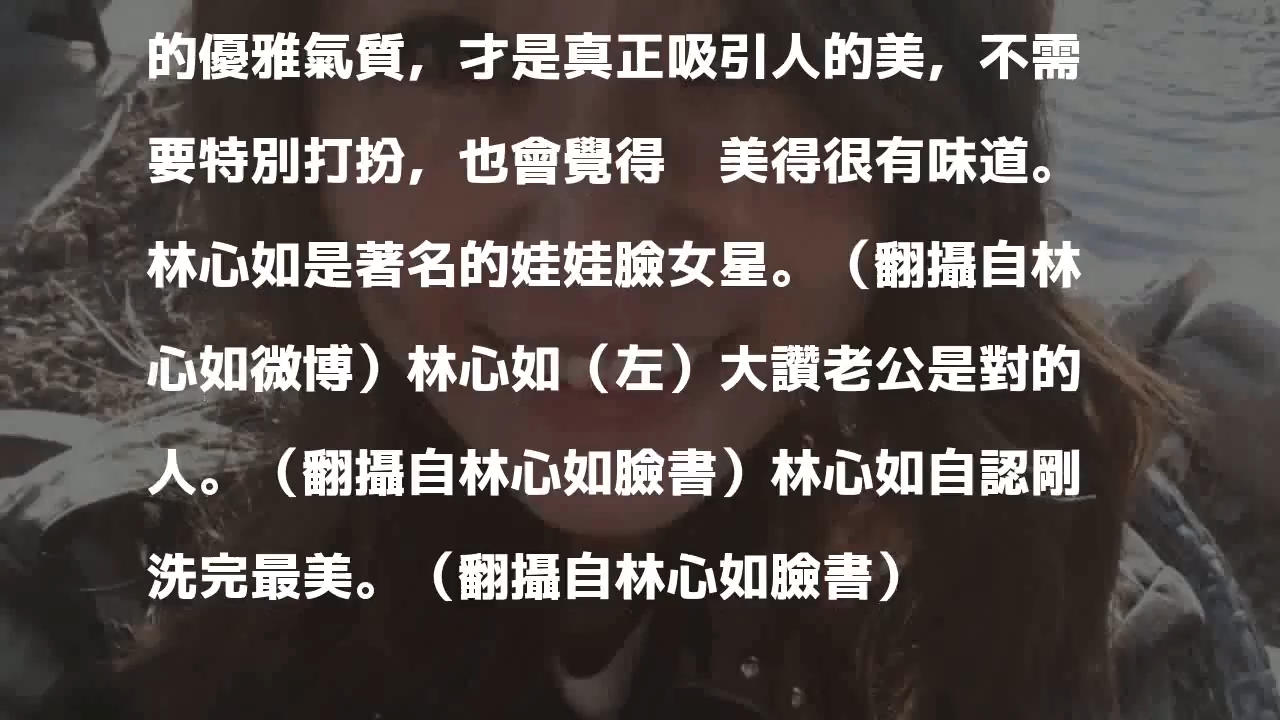 的優雅氣質，才是真正吸引人的美，不需
要特別打扮，也會覺得　美得很有味道。
林心如是著名的娃娃臉女星。（翻攝自林
心如微博）林心如（左）大讚老公是對的
人。（翻攝自林心如臉書）林心如自認剛
洗完最美。（翻攝自林心如臉書）